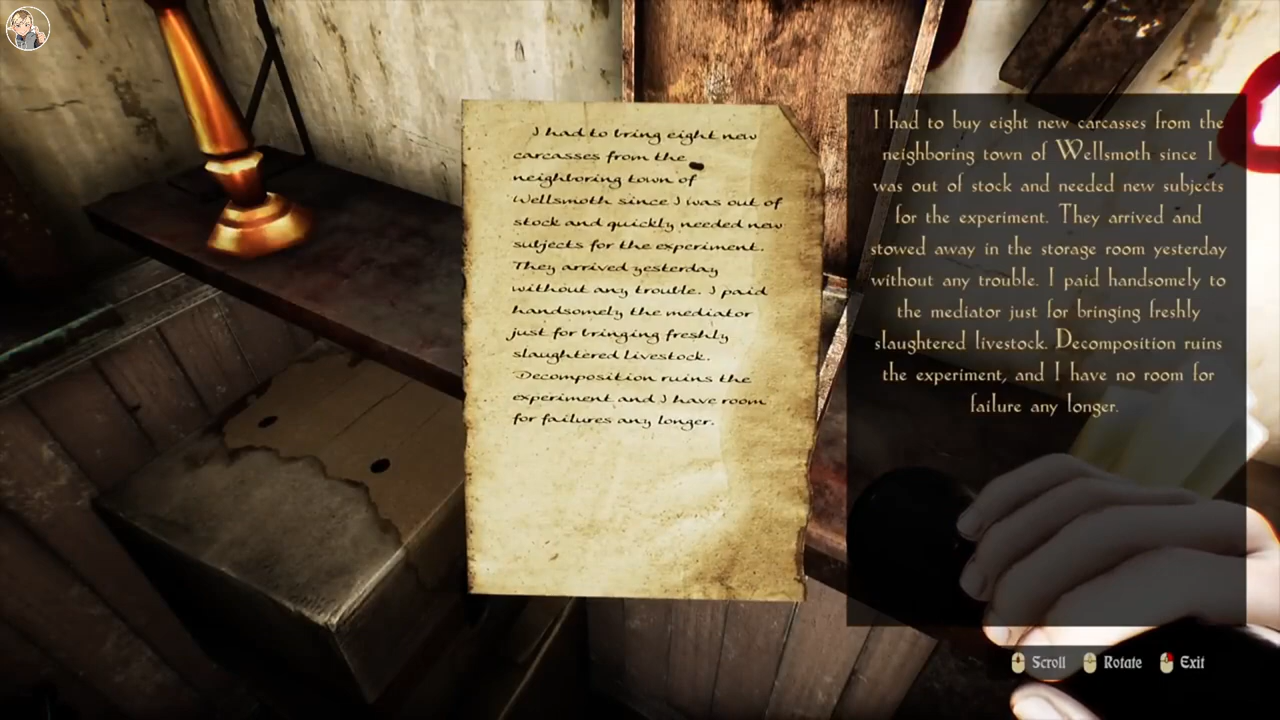 I had to bring eight new
carcasses from the
neighboring town of
Wellsmoth since I was out of
stock and quickly needed new
subjects for the experiment.
They arrived yesterday
without any trouble. I paid
handsomely the mediator
just for bringing freshly
slaughtered livestock.
Decomposition ruins the
experiment and I have room
for failures any longer.
I had to buy eight new carcasses from the
neighboring town of Wellsmoth since I
was out of stock and needed new subjects
for the experiment. They arrived and
stowed away in the storage room yesterday
without any trouble. I paid handsomely to
the mediator just for bringing freshly
slaughtered livestock. Decomposition ruins
the experiment, and I have no room for
failure any longer.
Scroll Rotate Exit